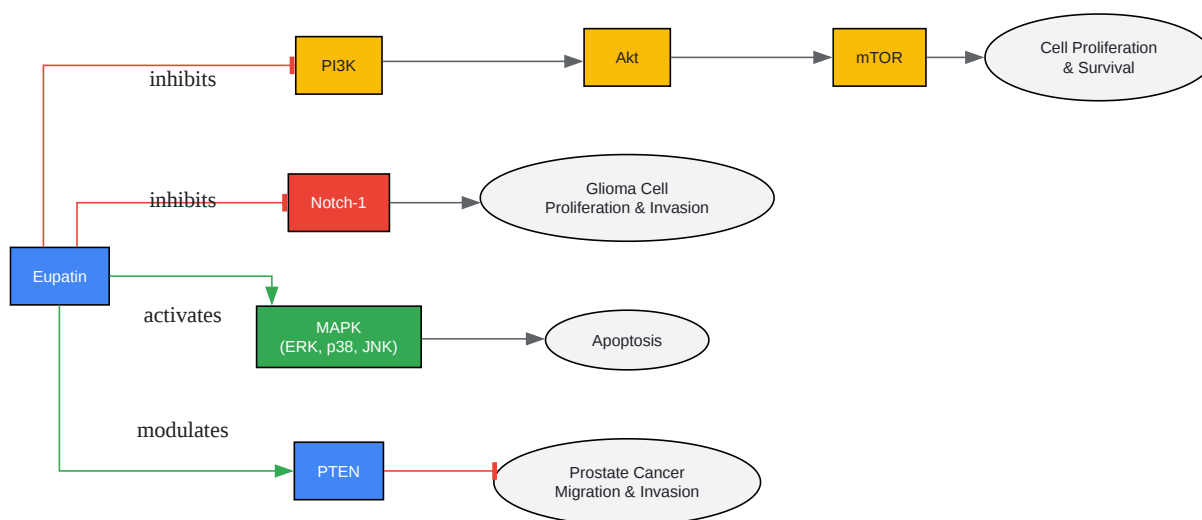 inhibits
PI3K
Akt
mTOR
Cell Proliferation
& Survival
inhibits
Notch-1
Glioma Cell
Proliferation & Invasion
Eupatin
activates
MAPK
(ERK, p38, JNK)
Apoptosis
modulates
PTEN
Prostate Cancer
Migration & Invasion